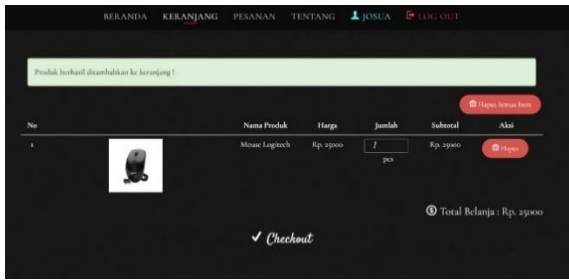 BERANDA KERANJANG PESANAN TENTANG JOSUA LOG OUT
Produk berhasil ditambahkan ke keranjang !
Hapus Semua Item
No Nama Produk Harga Jumlah Subtotal Aksi
1 Mouse Logitech Rp. 25000 1 Rp. 25000 Hapus
pcs
Total Belanja : Rp. 25000
Checkout